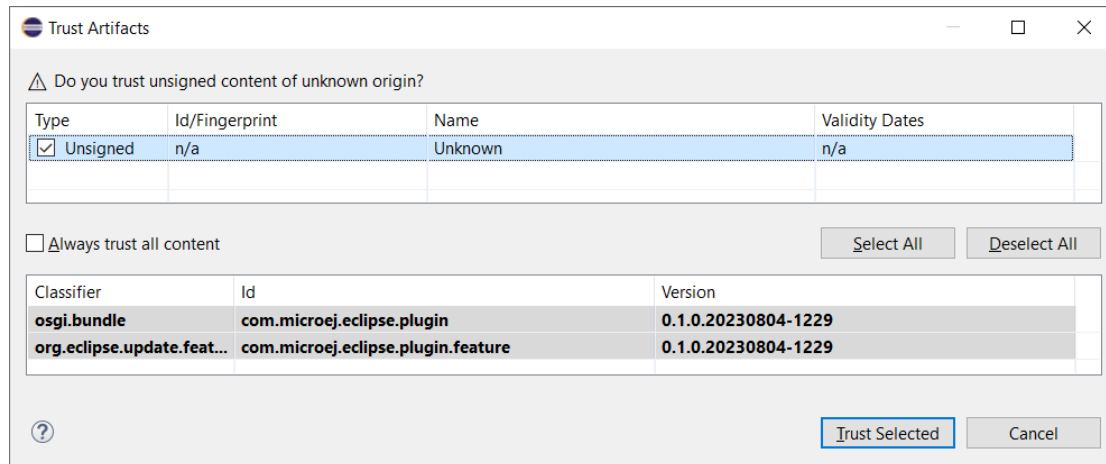 Trust Artifacts
Do you trust unsigned content of unknown origin?
Type Id/Fingerprint Name Validity Dates
Unsigned n/a Unknown n/a
Always trust all content Select All Deselect All
Classifier Id Version
osgi.bundle com.microej.eclipse.plugin 0.1.0.20230804-1229
org.eclipse.update.feat... com.microej.eclipse.plugin.feature 0.1.0.20230804-1229
? Trust Selected Cancel